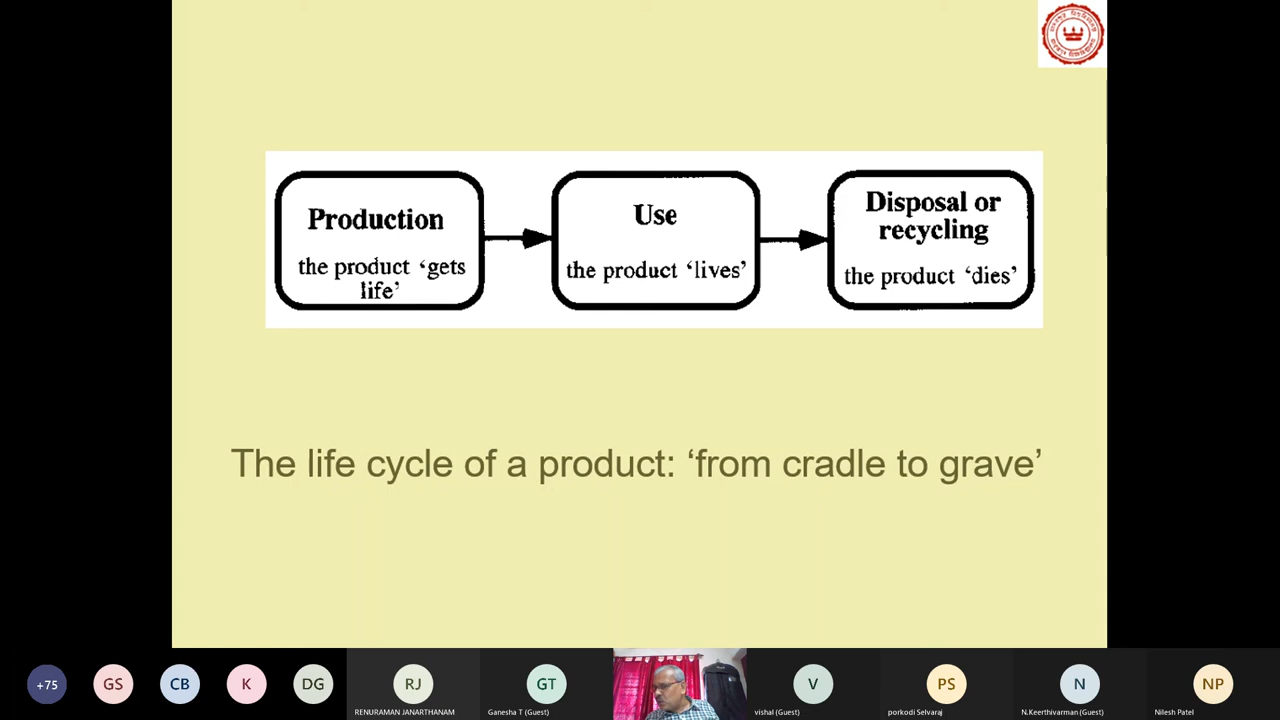 Production
the product ‘gets
life’
Use
the product ‘lives’
Disposal or
recycling
the product ‘dies’
The life cycle of a product: ‘from cradle to grave’
+75
GS
CB
K
DG
RJ
RENURAMAN JANARTHANAM
GT
Ganesha T (Guest)
V
vishal (Guest)
PS
porkodi Selvaraj
N
N.Keerthivarman (Guest)
NP
Nilesh Patel